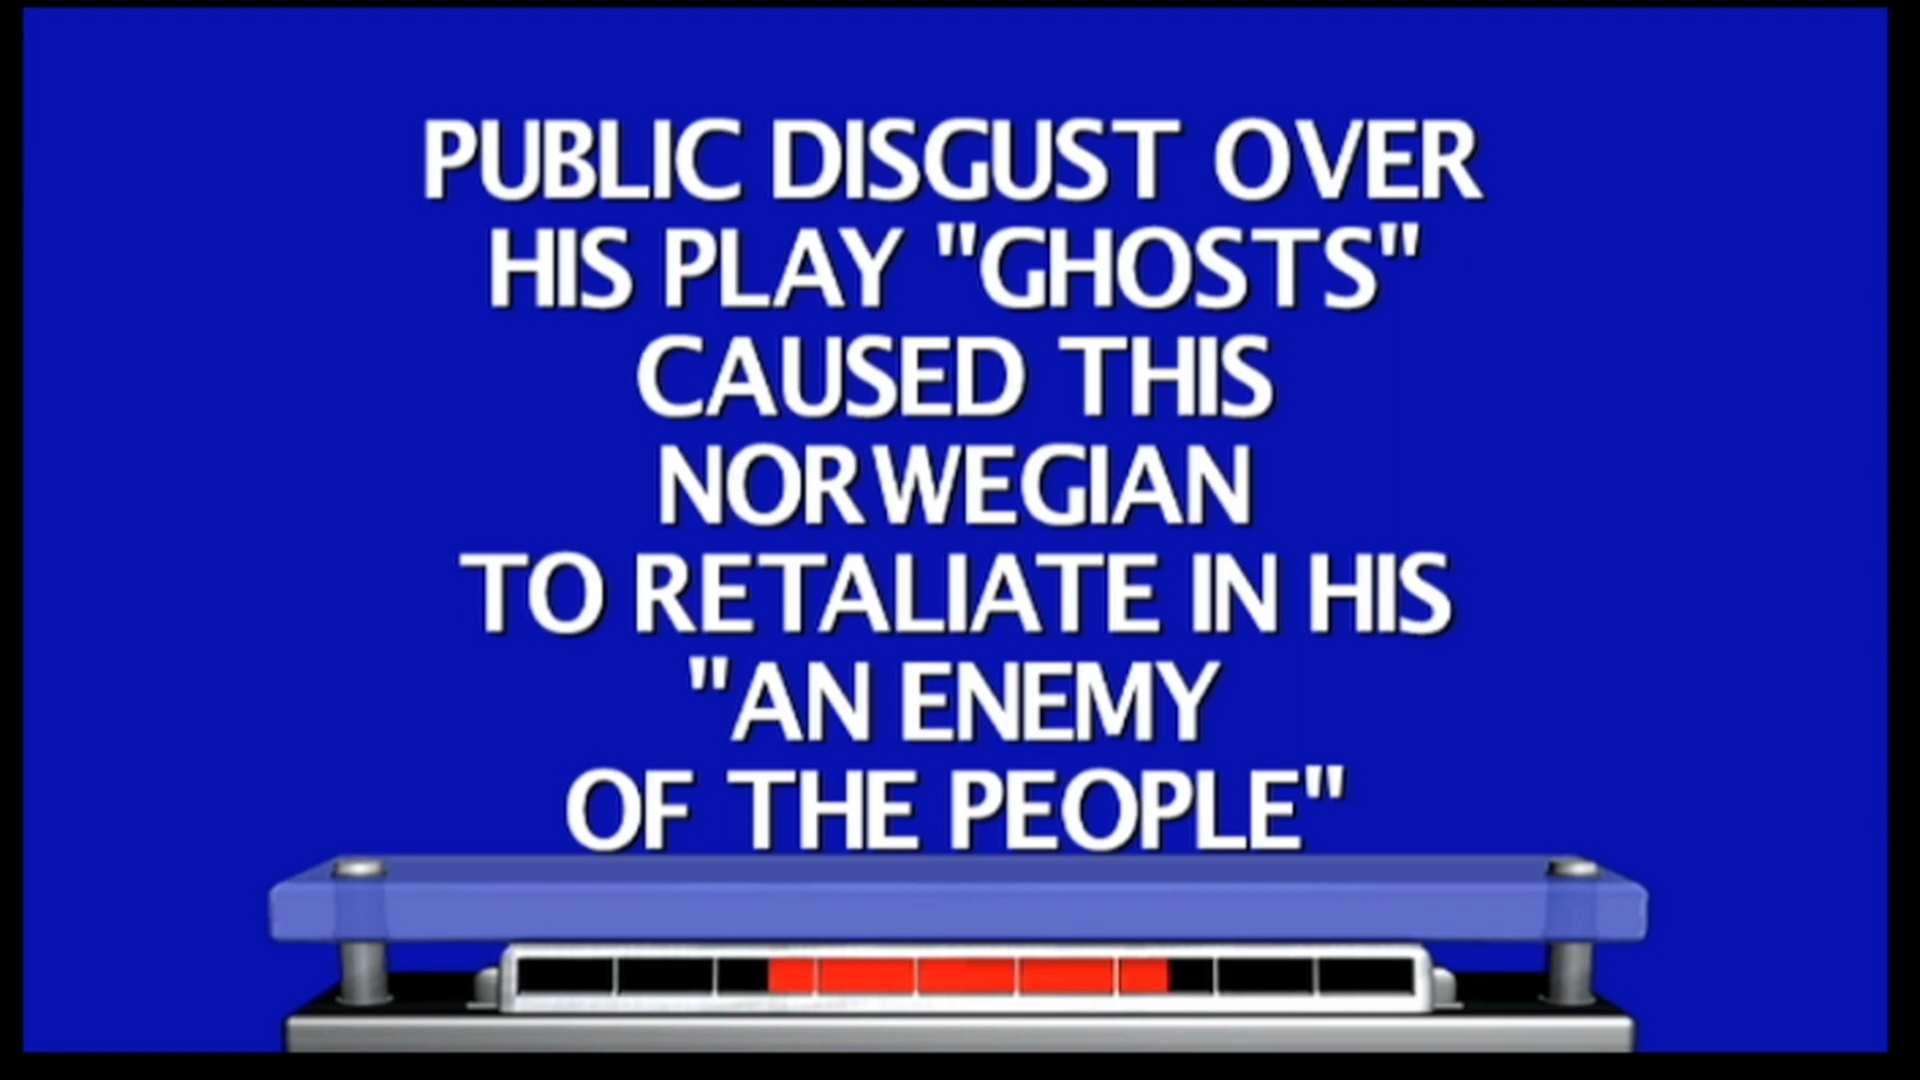 PUBLIC DISGUST OVER
HIS PLAY "GHOSTS"
CAUSED THIS
NORWEGIAN
TO RETALIATE IN HIS
"AN ENEMY
OF THE PEOPLE"